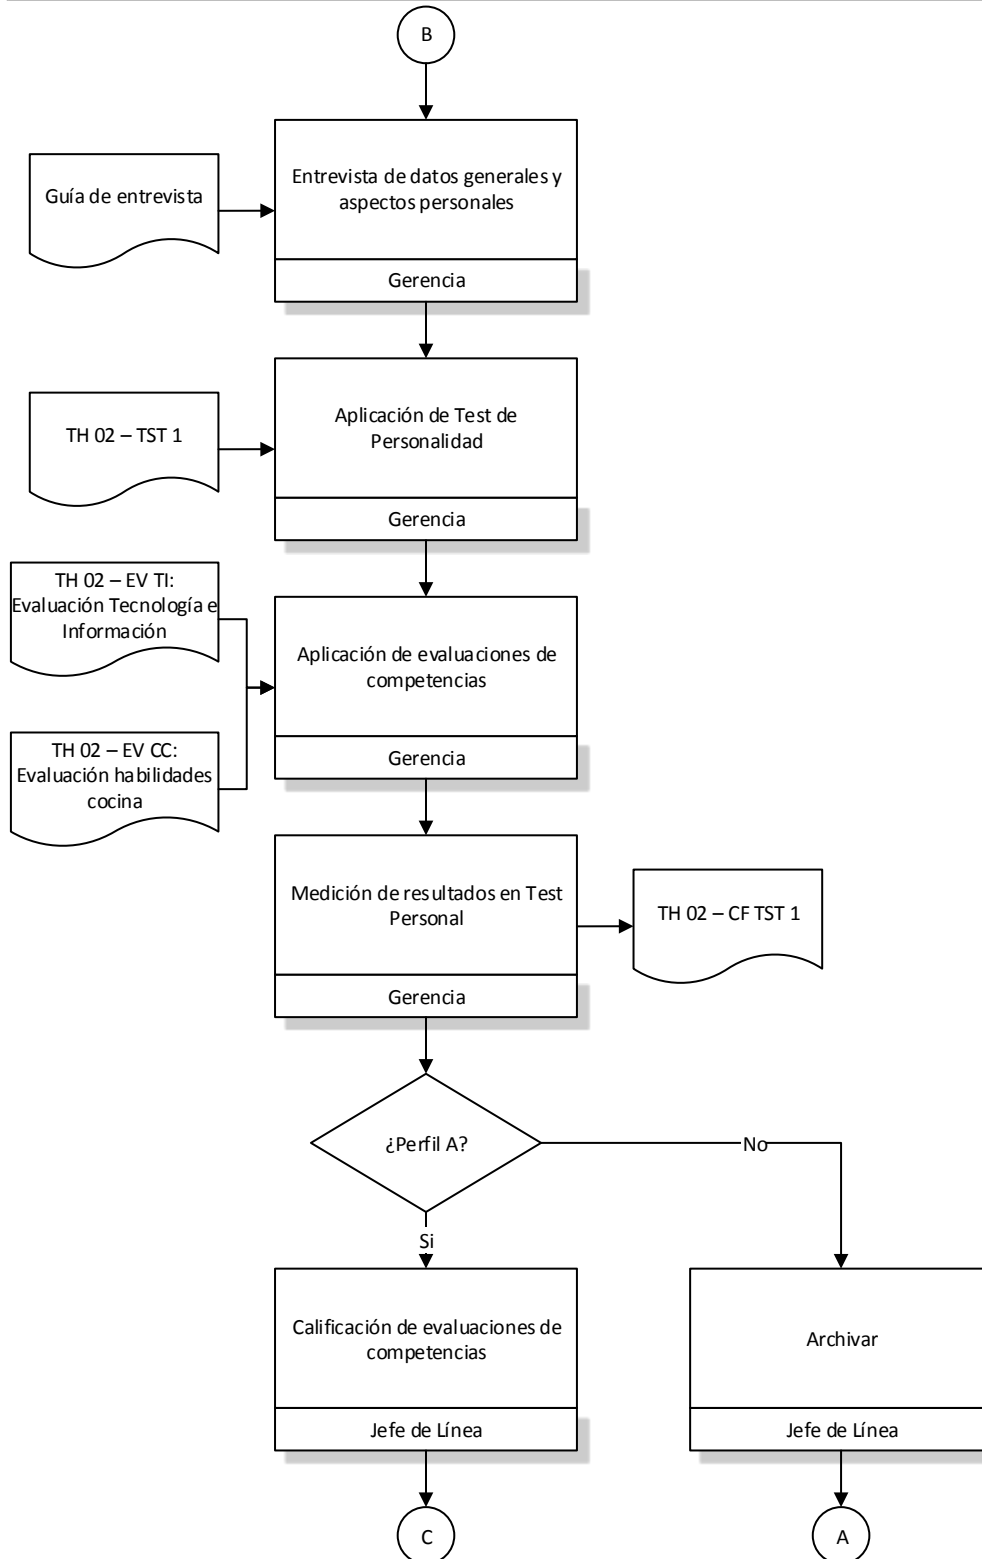 B
Guía de entrevista
Entrevista de datos generales y
aspectos personales
Gerencia
TH 02 – TST 1
Aplicación de Test de
Personalidad
Gerencia
TH 02 – EV TI:
Evaluación Tecnología e
Información
TH 02 – EV CC:
Evaluación habilidades
cocina
Aplicación de evaluaciones de
competencias
Gerencia
Medición de resultados en Test
Personal
Gerencia
TH 02 – CF TST 1
¿Perfil A?
No
Si
Calificación de evaluaciones de
competencias
Jefe de Línea
Archivar
Jefe de Línea
C
A